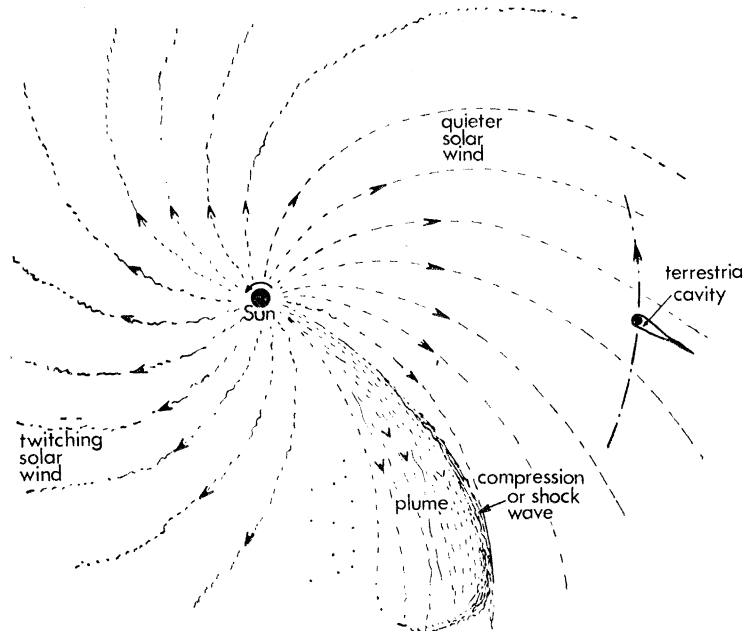 quieter
solar
wind
terrestria
cavity
Sun
twitching
solar
wind
plume
compression
or shock
wave